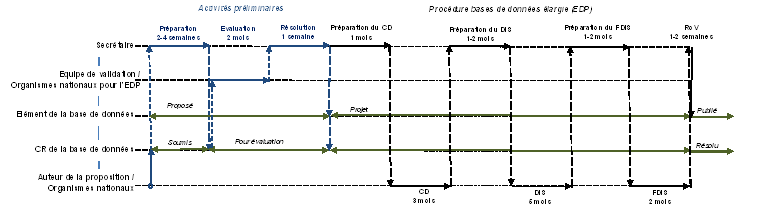 Activités préliminaires
Procédure bases de données élargie (EDP)
Préparation
2-4 semaines
Evaluation
2 mois
Résolution
1 semaine
Préparation du CD
1 mois
Préparation du DIS
1-2 mois
Préparation du FDIS
1-2 mois
RoV
1-2 semaines
Secrétaire
Equipe de validation /
Organismes nationaux pour l'EDP
Proposé
Projet
Elément de la base de données
Publié
Soumis
Pour évaluation
CR de la base de données
Résolu
Auteur de la proposition /
Organismes nationaux
CD
3 mois
DIS
5 mois
FDIS
2 mois